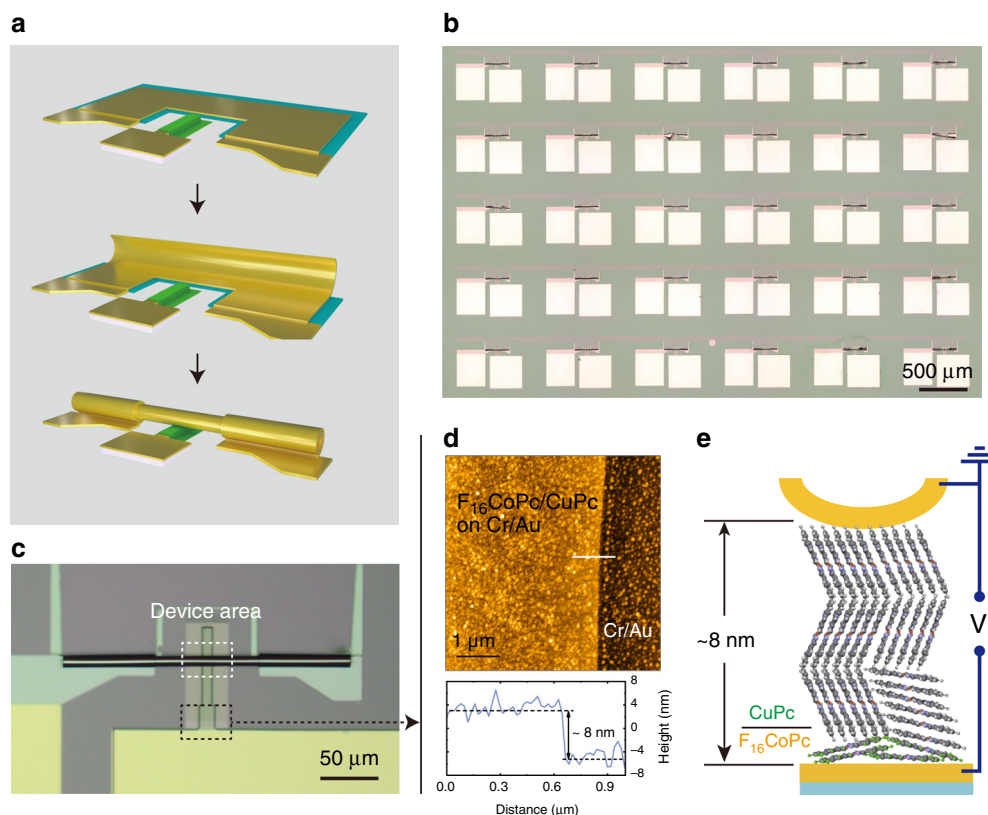 a
b
500 μm
c
Device area
50 μm
d
F₁₆CoPc/CuPc
on Cr/Au
1 μm
Cr/Au
8
4
0
−4
−8
Height (nm)
~ 8 nm
0.0
0.3
0.6
0.9
Distance (μm)
e
~8 nm
V
CuPc
F₁₆CoPc